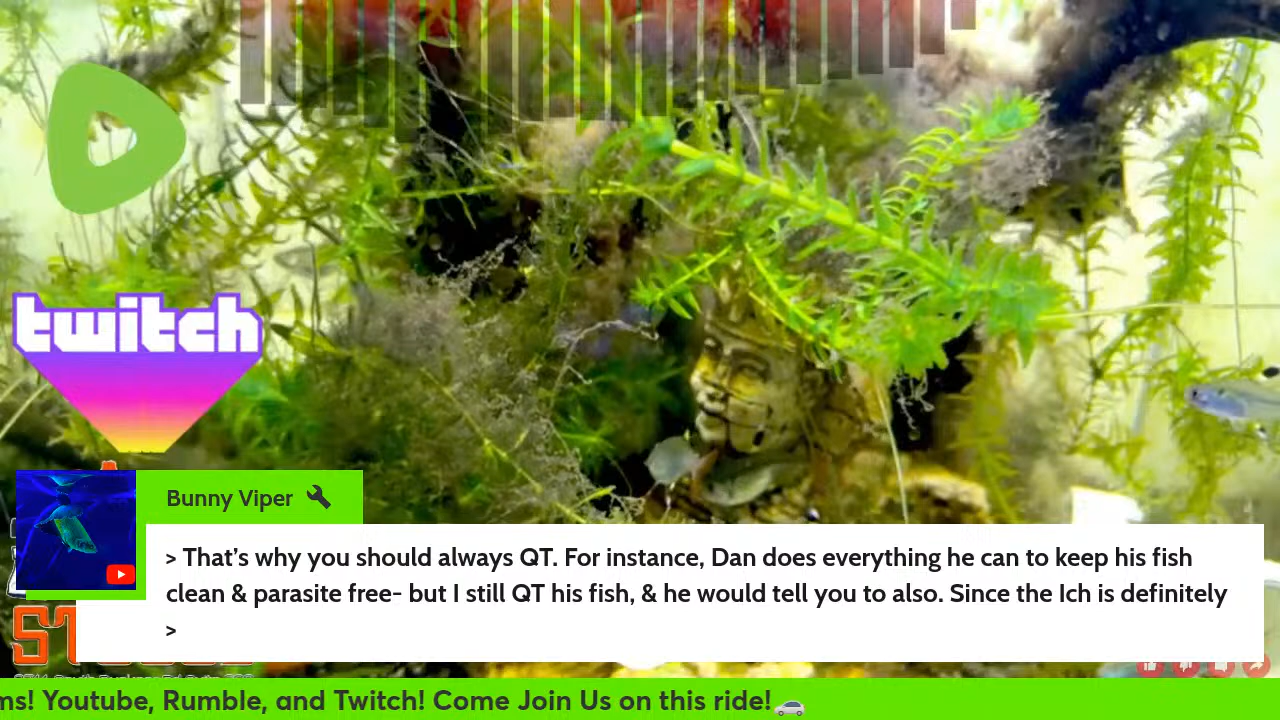 twitch
Bunny Viper
> That’s why you should always QT. For instance, Dan does everything he can to keep his fish
clean & parasite free- but I still QT his fish, & he would tell you to also. Since the Ich is definitely
>
ms! Youtube, Rumble, and Twitch! Come Join Us on this ride!🚗